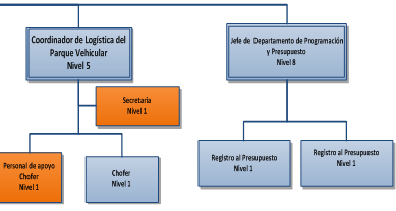 Coordinador de Logística del
Parque Vehicular
Nivel 5
Jefe de Departamento de Programación
y Presupuesto
Nivel 8
Secretaria
Nivell 1
Personal de apoyo
Chofer
Nivel 1
Chofer
Nivel 1
Registro al Presupuesto
Nivel 1
Registro al Presupuesto
Nivel 1